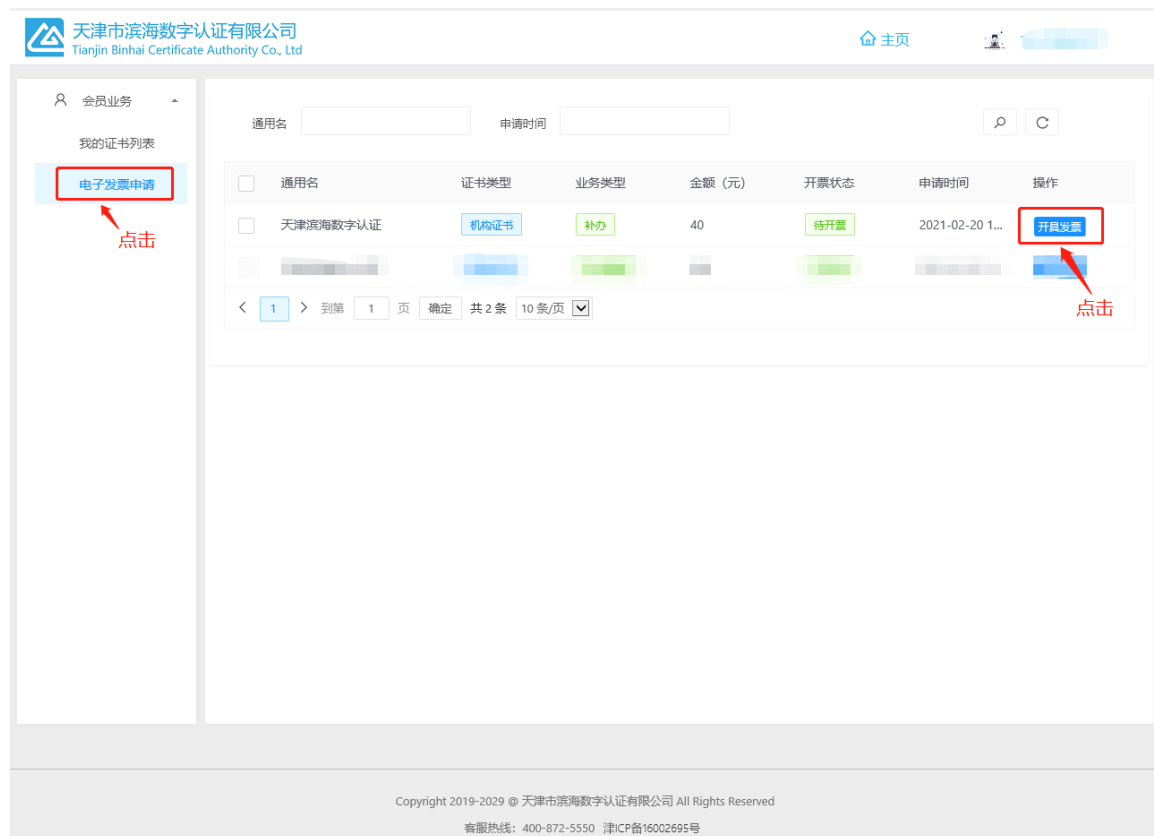 天津市滨海数字认证有限公司
Tianjin Binhai Certificate Authority Co., Ltd
主页
会员业务
我的证书列表
电子发票申请
点击
通用名 申请时间
通用名 证书类型 业务类型 金额（元） 开票状态 申请时间 操作
天津滨海数字认证 机构证书 补办 40 待开票 2021-02-20 1... 开具发票
点击
1 到第 1 页 确定 共 2 条 10 条/页
Copyright 2019-2029 @ 天津市滨海数字认证有限公司 All Rights Reserved
客服热线：400-872-5550 津ICP备16002695号